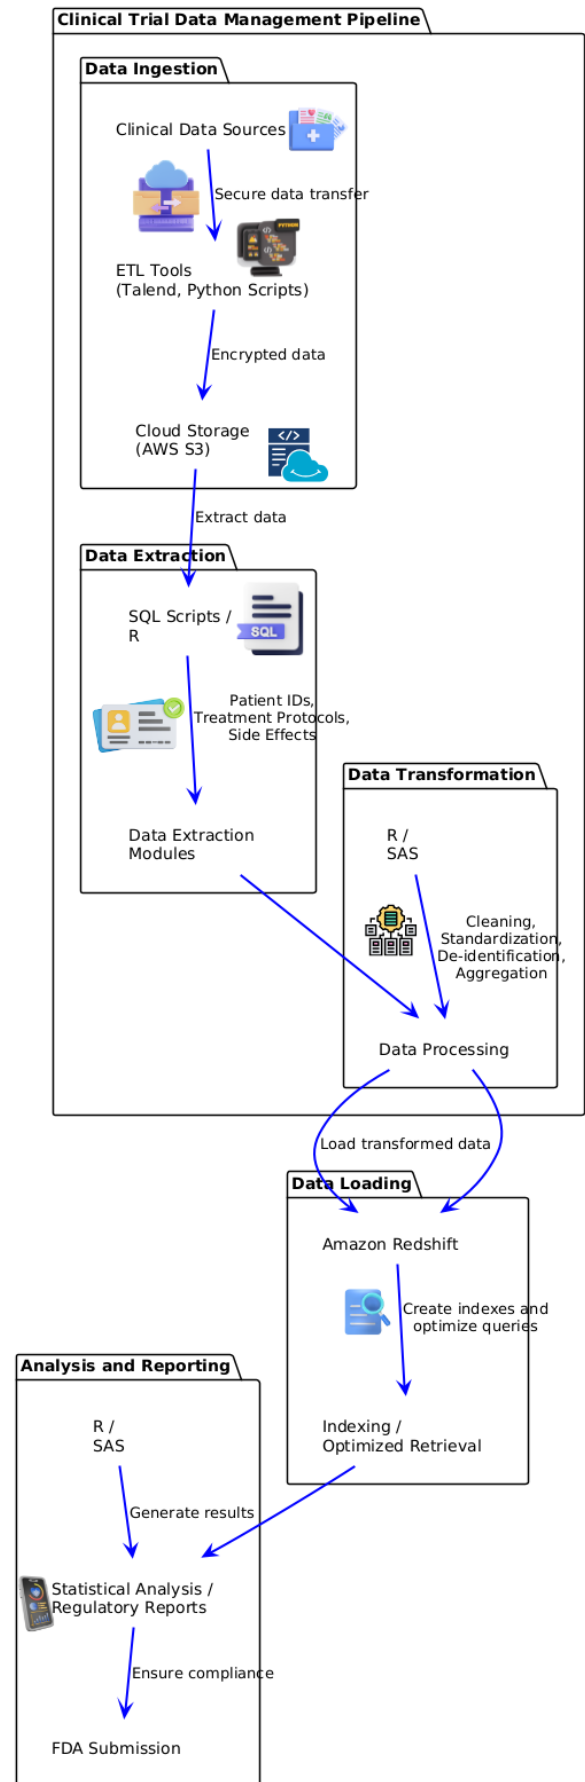 Clinical Trial Data Management Pipeline
Data Ingestion
Clinical Data Sources
Secure data transfer
PYTHON
ETL Tools
(Talend, Python Scripts)
Encrypted data
Cloud Storage
(AWS S3)
</>
Extract data
Data Extraction
SQL Scripts /
R
SQL
Patient IDs,
Treatment Protocols,
Side Effects
Data Extraction
Modules
Data Transformation
R /
SAS
Cleaning,
Standardization,
De-identification,
Aggregation
Data Processing
Load transformed data
Data Loading
Amazon Redshift
Create indexes and
optimize queries
Indexing /
Optimized Retrieval
Analysis and Reporting
R /
SAS
Generate results
Statistical Analysis /
Regulatory Reports
Ensure compliance
FDA Submission